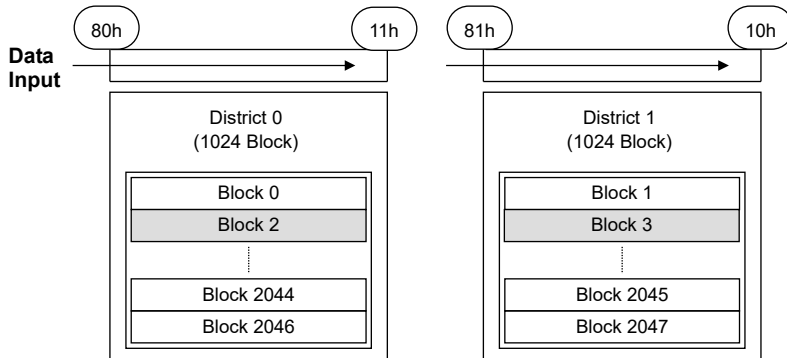 80h
11h
81h
10h
Data
Input
District 0
(1024 Block)
Block 0
Block 2
Block 2044
Block 2046
District 1
(1024 Block)
Block 1
Block 3
Block 2045
Block 2047